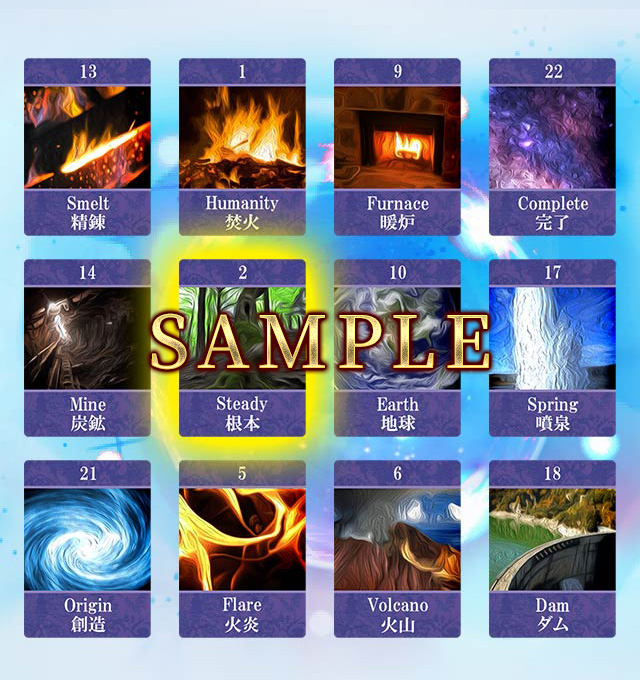 13
1
9
22
Smelt
精錬
Humanity
焚火
Furnace
暖炉
Complete
完了
14
2
10
17
SAMPLE
Mine
炭鉱
Steady
根本
Earth
地球
Spring
噴泉
21
5
6
18
Origin
創造
Flare
火炎
Volcano
火山
Dam
ダム